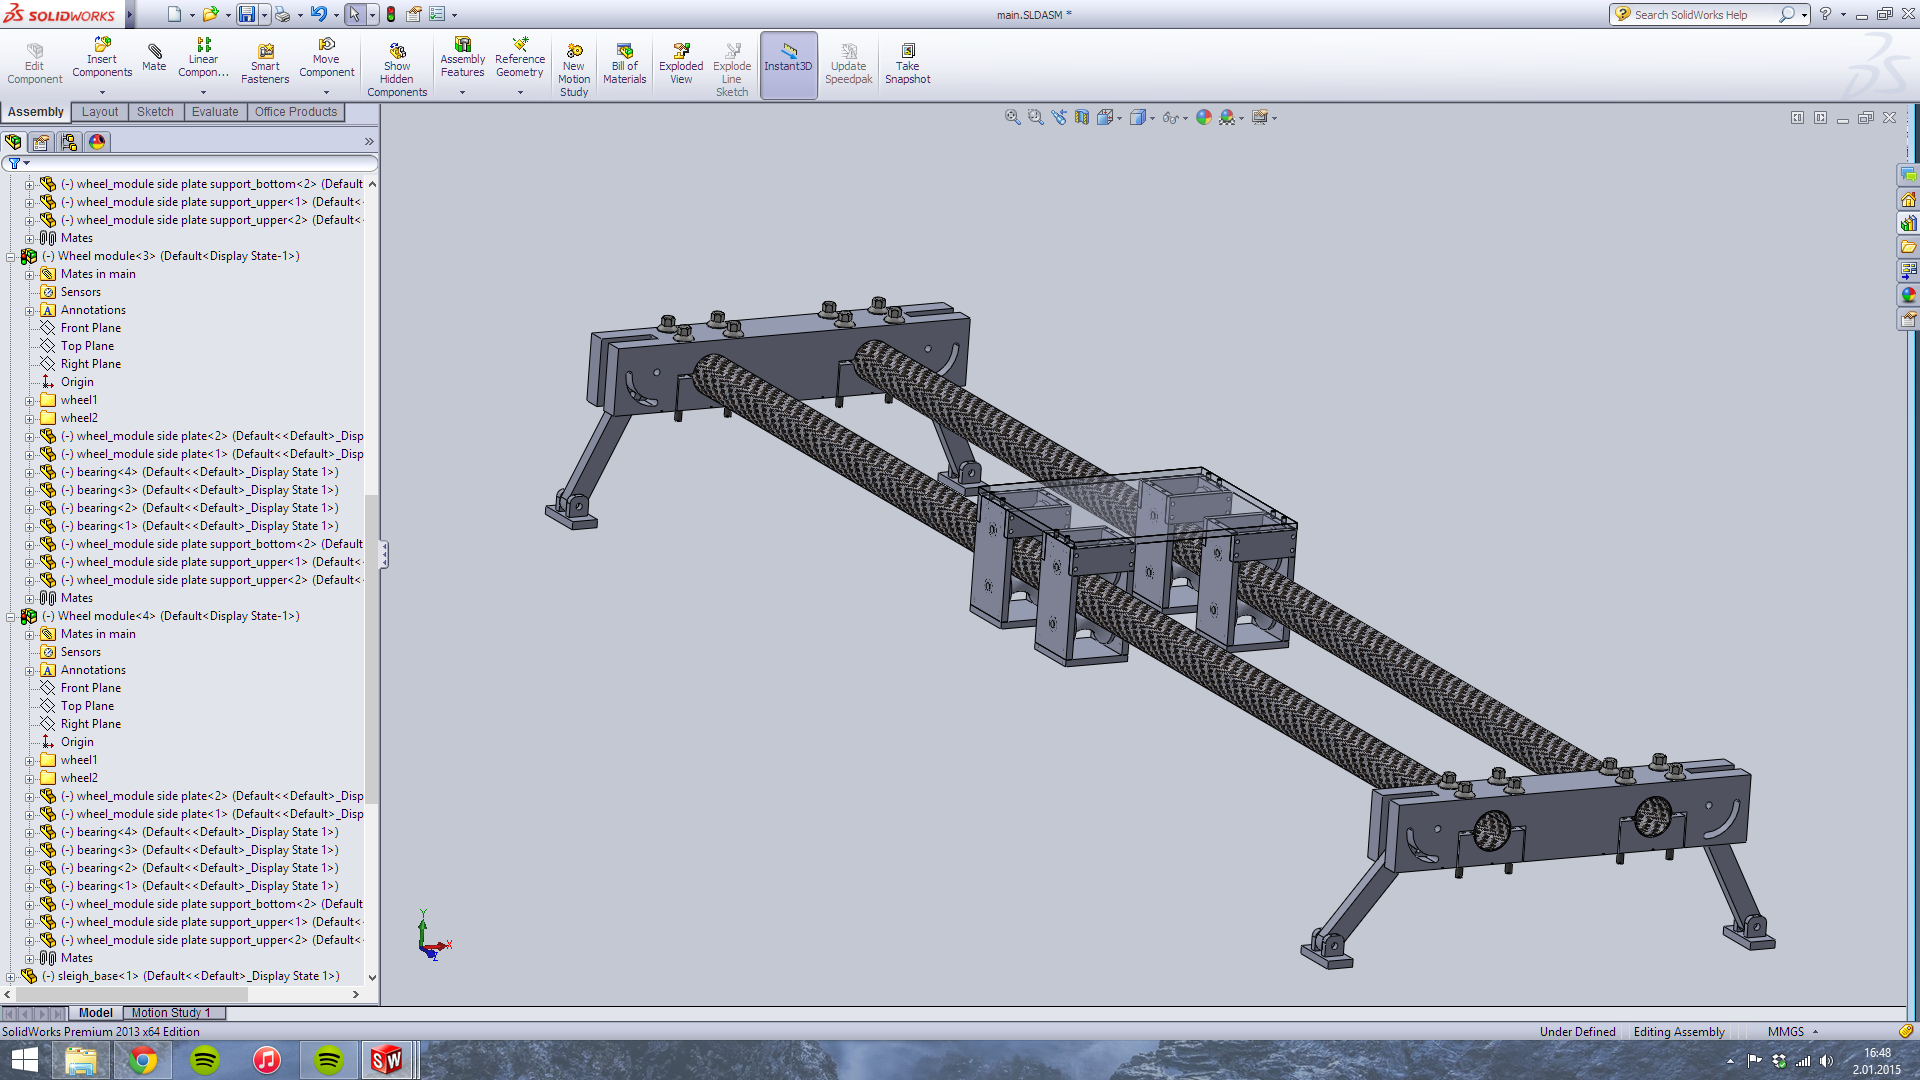 SOLIDWORKS
main.SLDASM *
Search SolidWorks Help
Edit Component
Insert Components
Mate
Linear Compon...
Smart Fasteners
Move Component
Show Hidden Components
Assembly Features
Reference Geometry
New Motion Study
Bill of Materials
Exploded View
Explode Line Sketch
Instant3D
Update Speedpak
Take Snapshot
Assembly Layout Sketch Evaluate Office Products
(-) wheel_module side plate support_bottom<2> (Default
(-) wheel_module side plate support_upper<1> (Default<
(-) wheel_module side plate support_upper<2> (Default<
Mates
(-) Wheel module<3> (Default<Display State-1>)
Mates in main
Sensors
Annotations
Front Plane
Top Plane
Right Plane
Origin
wheel1
wheel2
(-) wheel_module side plate<2> (Default<<Default>_Disp
(-) wheel_module side plate<1> (Default<<Default>_Disp
(-) bearing<4> (Default<<Default>_Display State 1>)
(-) bearing<3> (Default<<Default>_Display State 1>)
(-) bearing<2> (Default<<Default>_Display State 1>)
(-) bearing<1> (Default<<Default>_Display State 1>)
(-) wheel_module side plate support_bottom<2> (Default
(-) wheel_module side plate support_upper<1> (Default<
(-) wheel_module side plate support_upper<2> (Default<
Mates
(-) Wheel module<4> (Default<Display State-1>)
Mates in main
Sensors
Annotations
Front Plane
Top Plane
Right Plane
Origin
wheel1
wheel2
(-) wheel_module side plate<2> (Default<<Default>_Disp
(-) wheel_module side plate<1> (Default<<Default>_Disp
(-) bearing<4> (Default<<Default>_Display State 1>)
(-) bearing<3> (Default<<Default>_Display State 1>)
(-) bearing<2> (Default<<Default>_Display State 1>)
(-) bearing<1> (Default<<Default>_Display State 1>)
(-) wheel_module side plate support_bottom<2> (Default
(-) wheel_module side plate support_upper<1> (Default<
(-) wheel_module side plate support_upper<2> (Default<
Mates
(-) sleigh_base<1> (Default<<Default>_Display State 1>)
Y
X
Z
Model Motion Study 1
SolidWorks Premium 2013 x64 Edition
Under Defined Editing Assembly MMGS
SW
16:48
2.01.2015